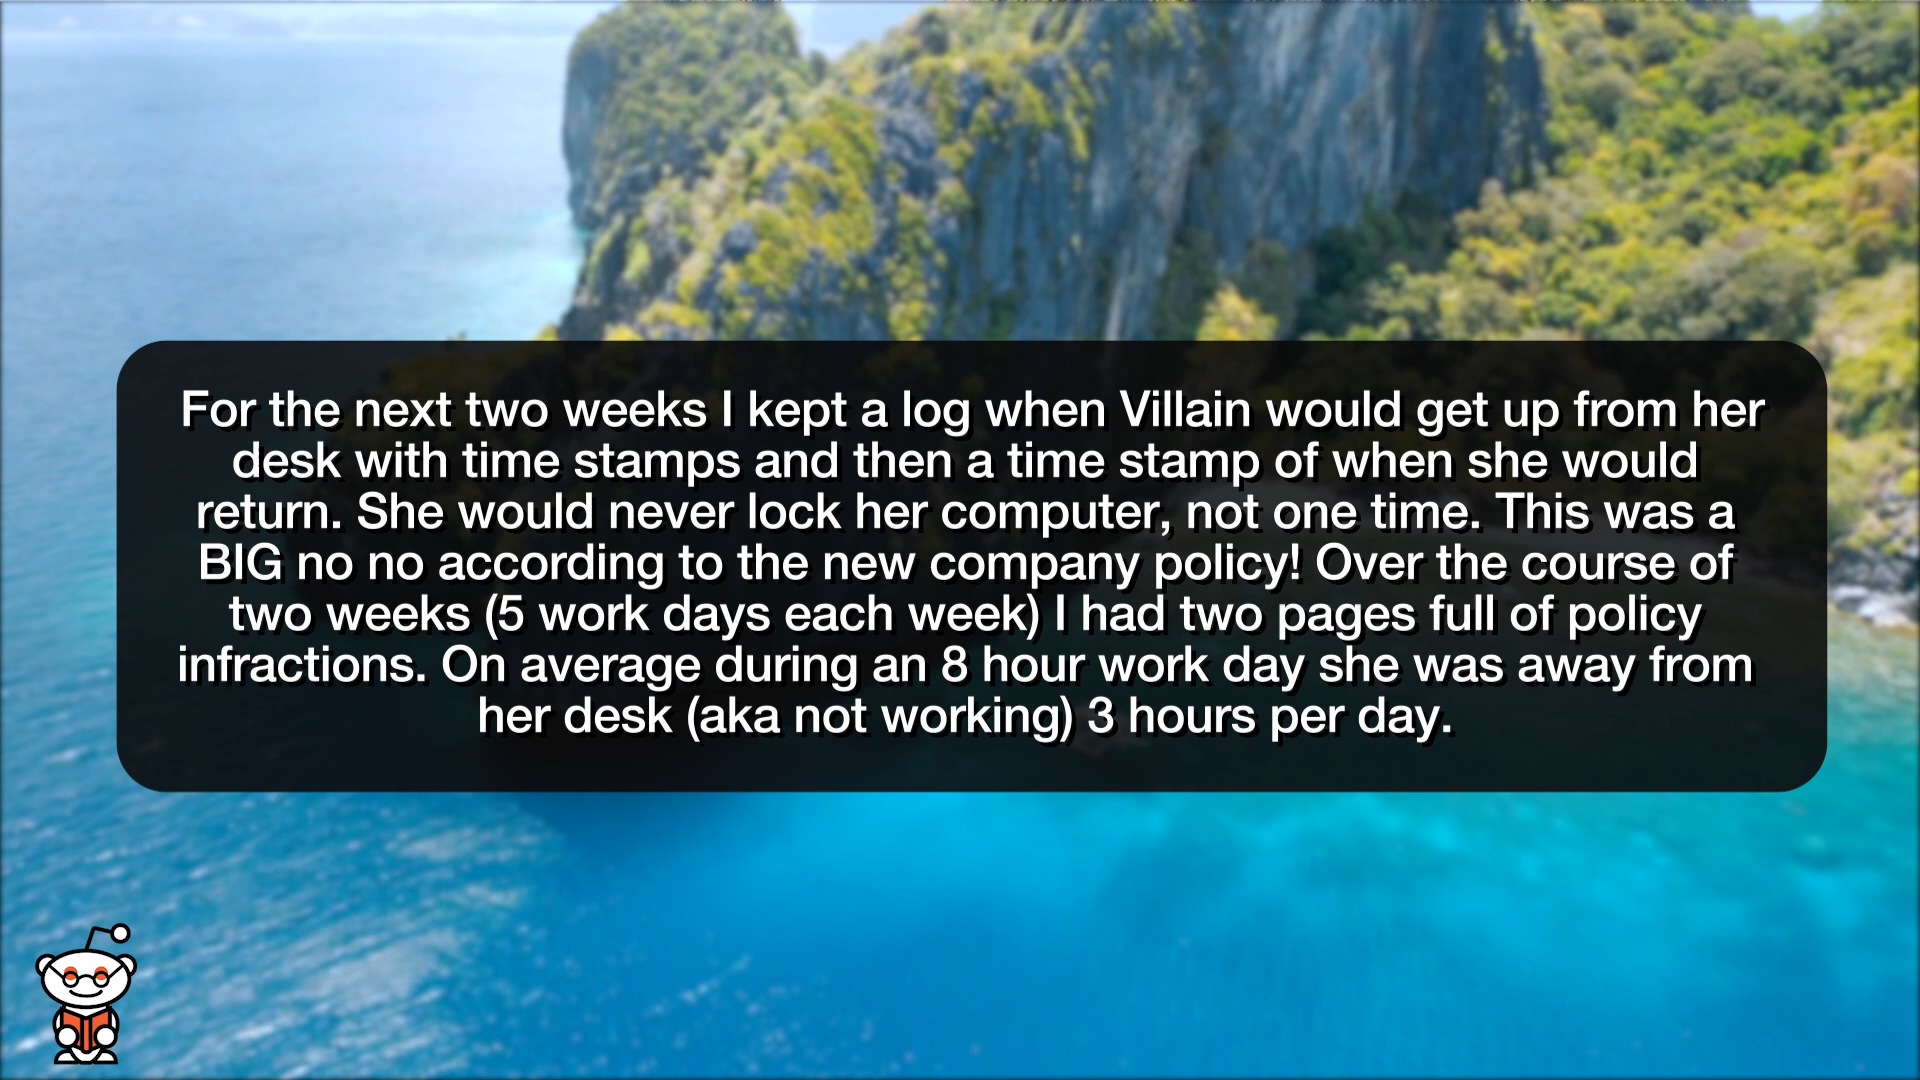 For the next two weeks I kept a log when Villain would get up from her
desk with time stamps and then a time stamp of when she would
return. She would never lock her computer, not one time. This was a
BIG no no according to the new company policy! Over the course of
two weeks (5 work days each week) I had two pages full of policy
infractions. On average during an 8 hour work day she was away from
her desk (aka not working) 3 hours per day.